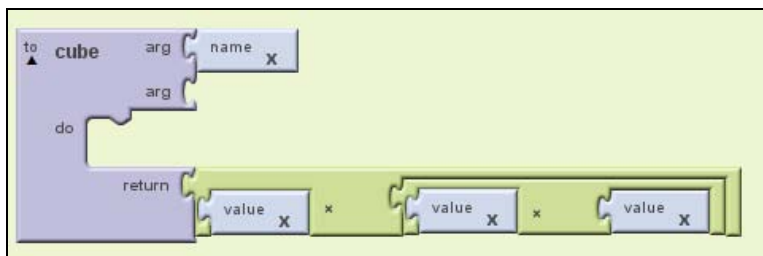 to cube arg name x
arg
do
return value x × value x × value x